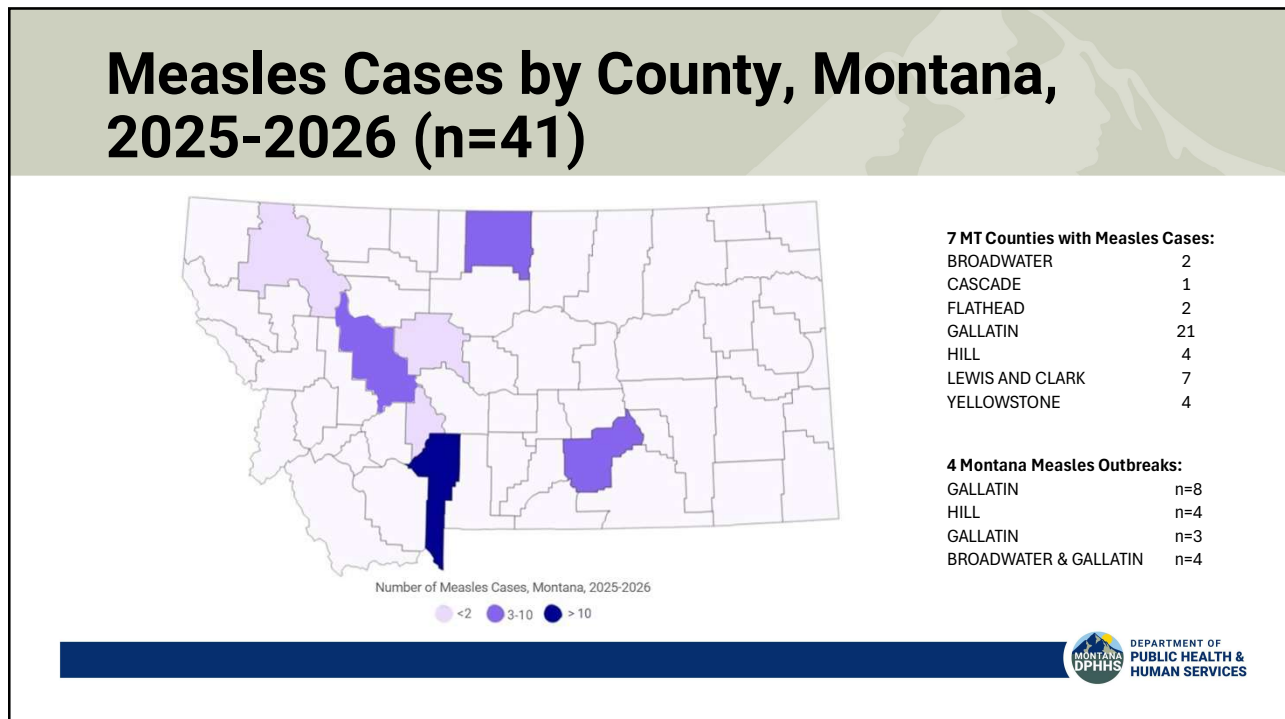 Measles Cases by County, Montana,
2025-2026 (n=41)
7 MT Counties with Measles Cases:
BROADWATER 2
CASCADE 1
FLATHEAD 2
GALLATIN 21
HILL 4
LEWIS AND CLARK 7
YELLOWSTONE 4
4 Montana Measles Outbreaks:
GALLATIN n=8
HILL n=4
GALLATIN n=3
BROADWATER & GALLATIN n=4
Number of Measles Cases, Montana, 2025-2026
<2 3-10 > 10
MONTANA
DPHHS
DEPARTMENT OF
PUBLIC HEALTH &
HUMAN SERVICES